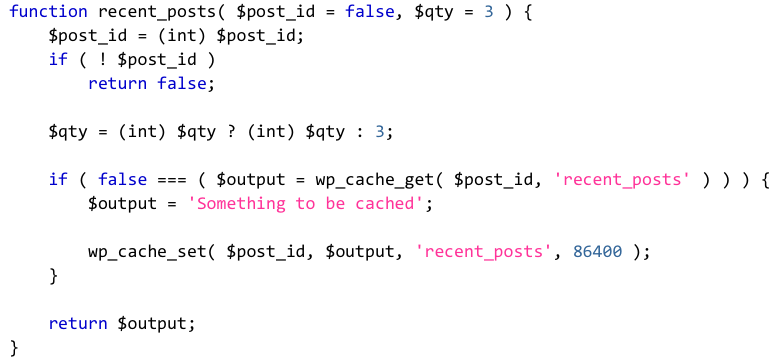 function recent_posts( $post_id = false, $qty = 3 ) {
    $post_id = (int) $post_id;
    if ( ! $post_id )
        return false;

    $qty = (int) $qty ? (int) $qty : 3;

    if ( false === ( $output = wp_cache_get( $post_id, 'recent_posts' ) ) ) {
        $output = 'Something to be cached';

        wp_cache_set( $post_id, $output, 'recent_posts', 86400 );
    }

    return $output;
}